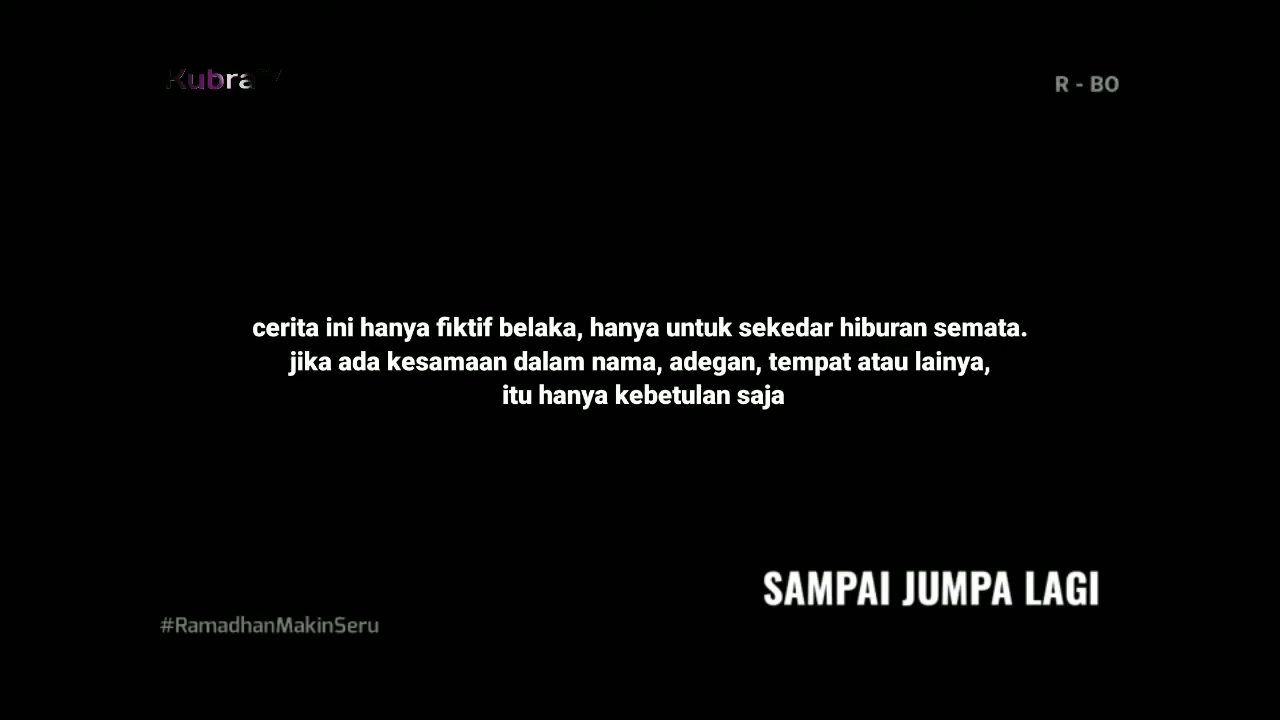 KubraTV
R - BO
cerita ini hanya fiktif belaka, hanya untuk sekedar hiburan semata.
jika ada kesamaan dalam nama, adegan, tempat atau lainya,
itu hanya kebetulan saja
SAMPAI JUMPA LAGI
#RamadhanMakinSeru